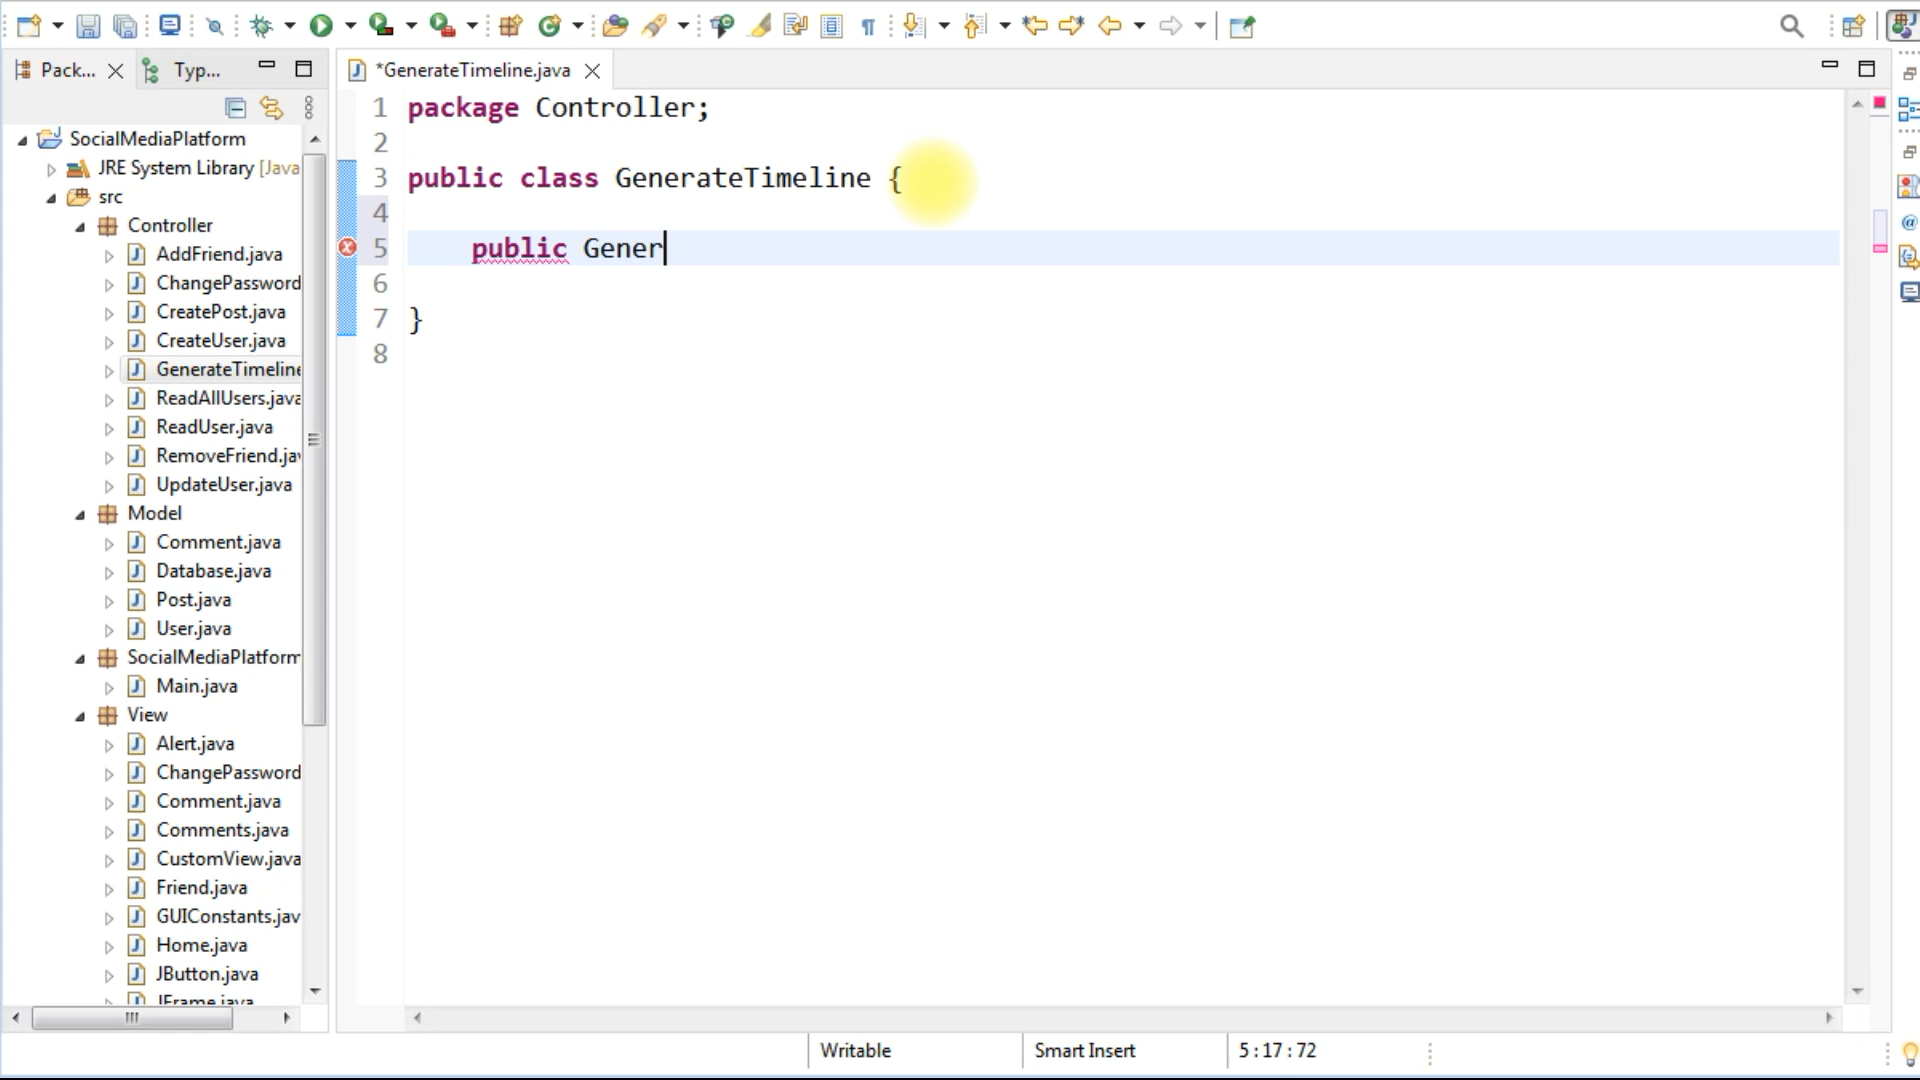 Pack...
Typ...
*GenerateTimeline.java
SocialMediaPlatform
JRE System Library [Java
src
Controller
AddFriend.java
ChangePassword
CreatePost.java
CreateUser.java
GenerateTimeline
ReadAllUsers.java
ReadUser.java
RemoveFriend.jav
UpdateUser.java
Model
Comment.java
Database.java
Post.java
User.java
SocialMediaPlatform
Main.java
View
Alert.java
ChangePassword
Comment.java
Comments.java
CustomView.java
Friend.java
GUIConstants.jav
Home.java
JButton.java
JFrame.java
1 package Controller;
2
3 public class GenerateTimeline {
4
5 public Gener
6
7 }
8
Writable
Smart Insert
5:17:72